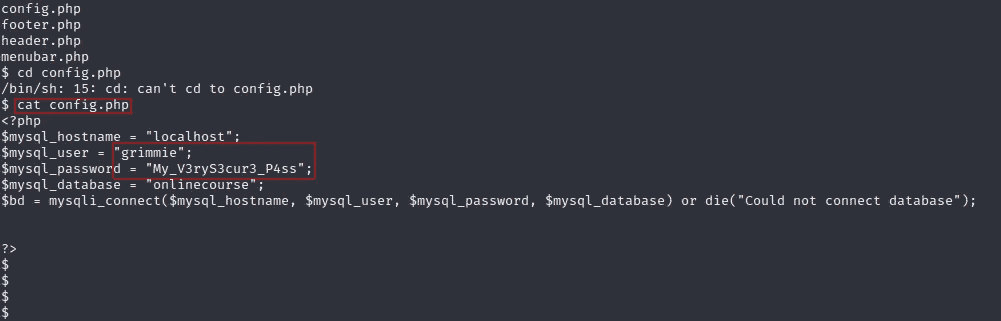 config.php
footer.php
header.php
menubar.php
$ cd config.php
/bin/sh: 15: cd: can't cd to config.php
$ cat config.php
<?php
$mysql_hostname = "localhost";
$mysql_user = "grimmie";
$mysql_password = "My_V3ryS3cur3_P4ss";
$mysql_database = "onlinecourse";
$bd = mysqli_connect($mysql_hostname, $mysql_user, $mysql_password, $mysql_database) or die("Could not connect database");
?>
$
$
$
$